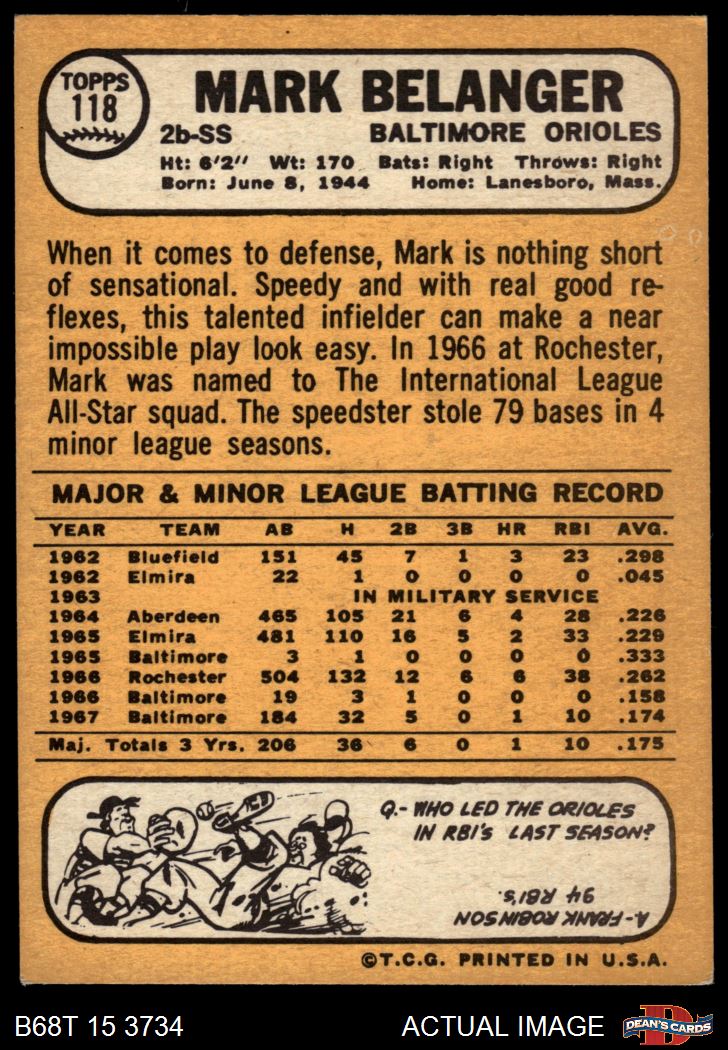 TOPPS
118
MARK BELANGER
2b-SS BALTIMORE ORIOLES
Ht: 6'2" Wt: 170 Bats: Right Throws: Right
Born: June 8, 1944 Home: Lanesboro, Mass.
When it comes to defense, Mark is nothing short
of sensational. Speedy and with real good re-
flexes, this talented infielder can make a near
impossible play look easy. In 1966 at Rochester,
Mark was named to The International League
All-Star squad. The speedster stole 79 bases in 4
minor league seasons.
MAJOR & MINOR LEAGUE BATTING RECORD
YEAR TEAM AB H 2B 3B HR RBI AVG.
1962 Bluefield 151 45 7 1 3 23 .298
1962 Elmira 22 1 0 0 0 0 .045
1963 IN MILITARY SERVICE
1964 Aberdeen 465 105 21 6 4 28 .226
1965 Elmira 481 110 16 5 2 33 .229
1965 Baltimore 3 1 0 0 0 0 .333
1966 Rochester 504 132 12 6 6 38 .262
1966 Baltimore 19 3 1 0 0 0 .158
1967 Baltimore 184 32 5 0 1 10 .174
Maj. Totals 3 Yrs. 206 36 6 0 1 10 .175
Q.- WHO LED THE ORIOLES
IN RBI's LAST SEASON?
A-FRANK ROBINSON
94 RBI's.
©T.C.G. PRINTED IN U.S.A.
B68T 15 3734 ACTUAL IMAGE
D
DEAN'S CARDS